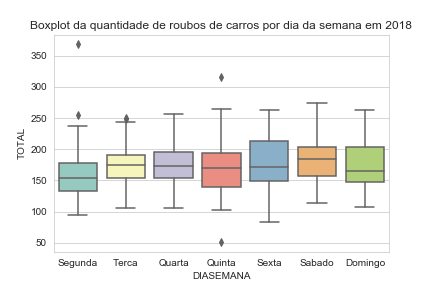 Boxplot da quantidade de roubos de carros por dia da semana em 2018
350
300
250
200
150
100
50
TOTAL
Segunda Terca Quarta Quinta Sexta Sabado Domingo
DIASEMANA